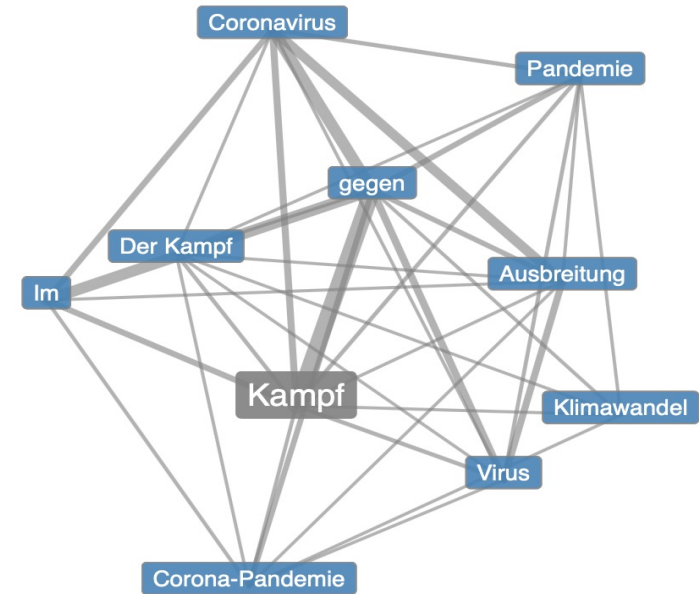 Coronavirus
Pandemie
gegen
Der Kampf
Ausbreitung
Im
Kampf
Klimawandel
Virus
Corona-Pandemie